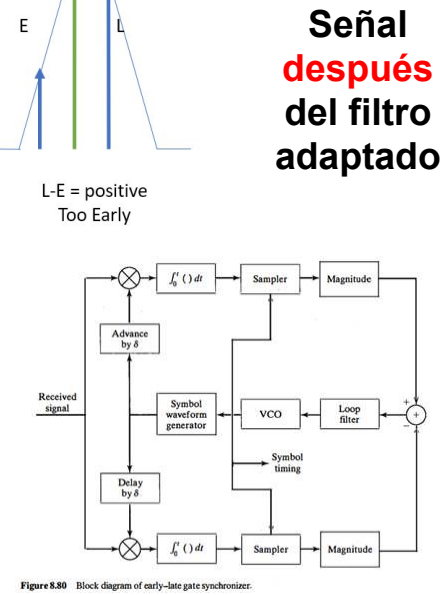 E
L
Señal
después
del filtro
adaptado
L-E = positive
Too Early
∫₀ᵗ ( ) dt
Sampler
Magnitude
Advance
by δ
Received
signal
Symbol
waveform
generator
VCO
Loop
filter
+
+
−
Symbol
timing
Delay
by δ
∫₀ᵗ ( ) dt
Sampler
Magnitude
Figure 8.80 Block diagram of early–late gate synchronizer.